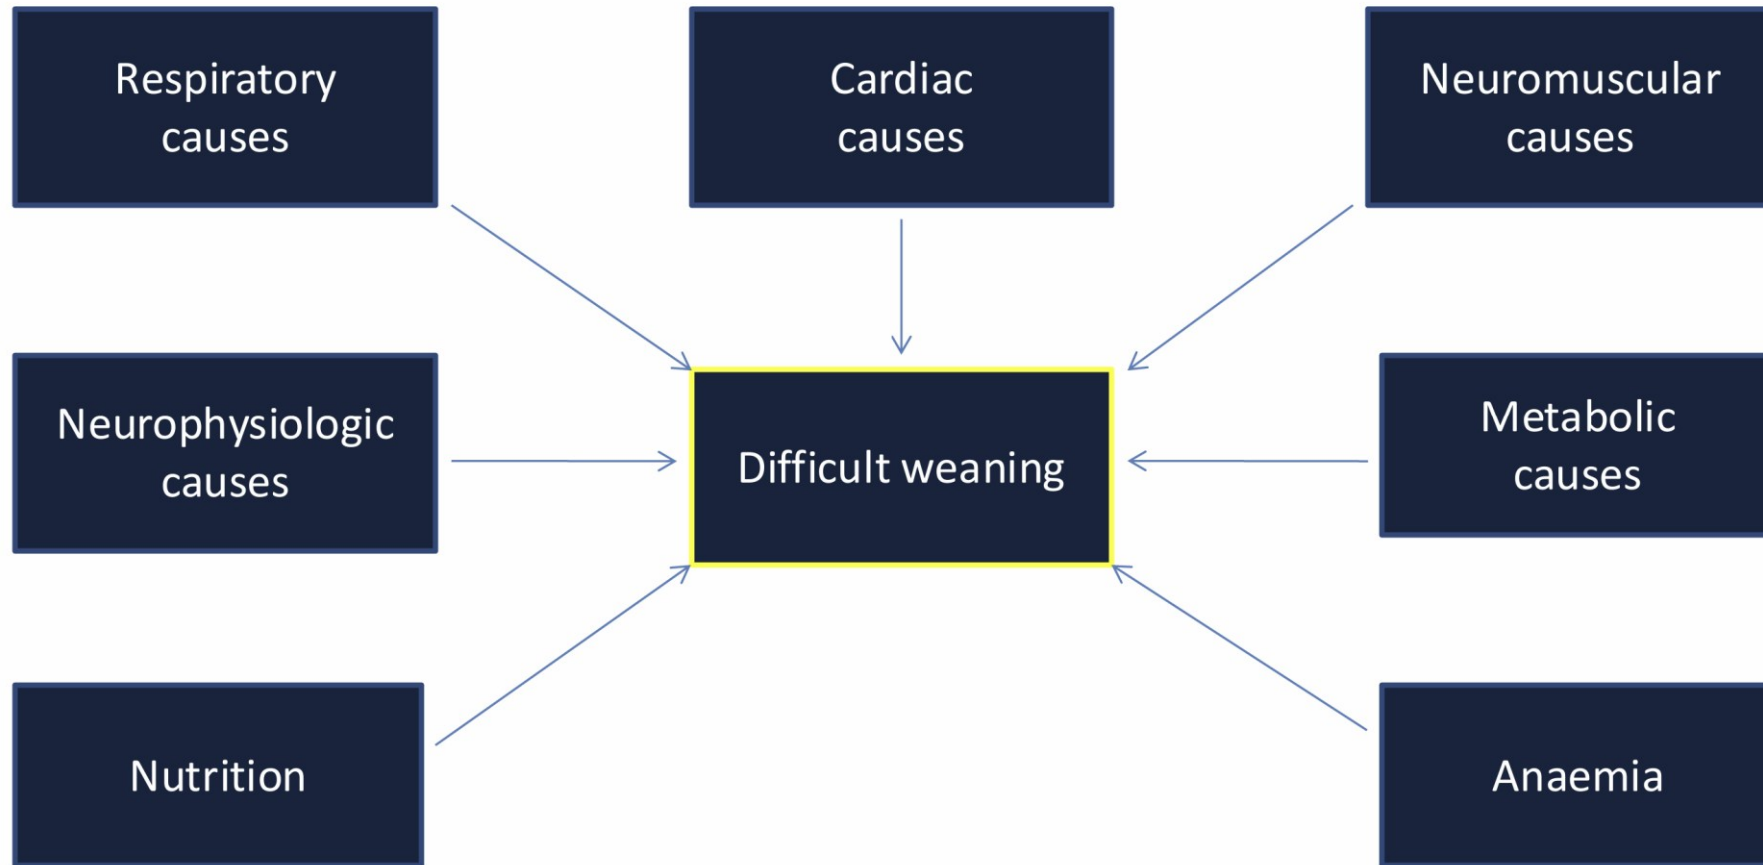 Respiratory
causes
Cardiac
causes
Neuromuscular
causes
Neurophysiologic
causes
Difficult weaning
Metabolic
causes
Nutrition
Anaemia